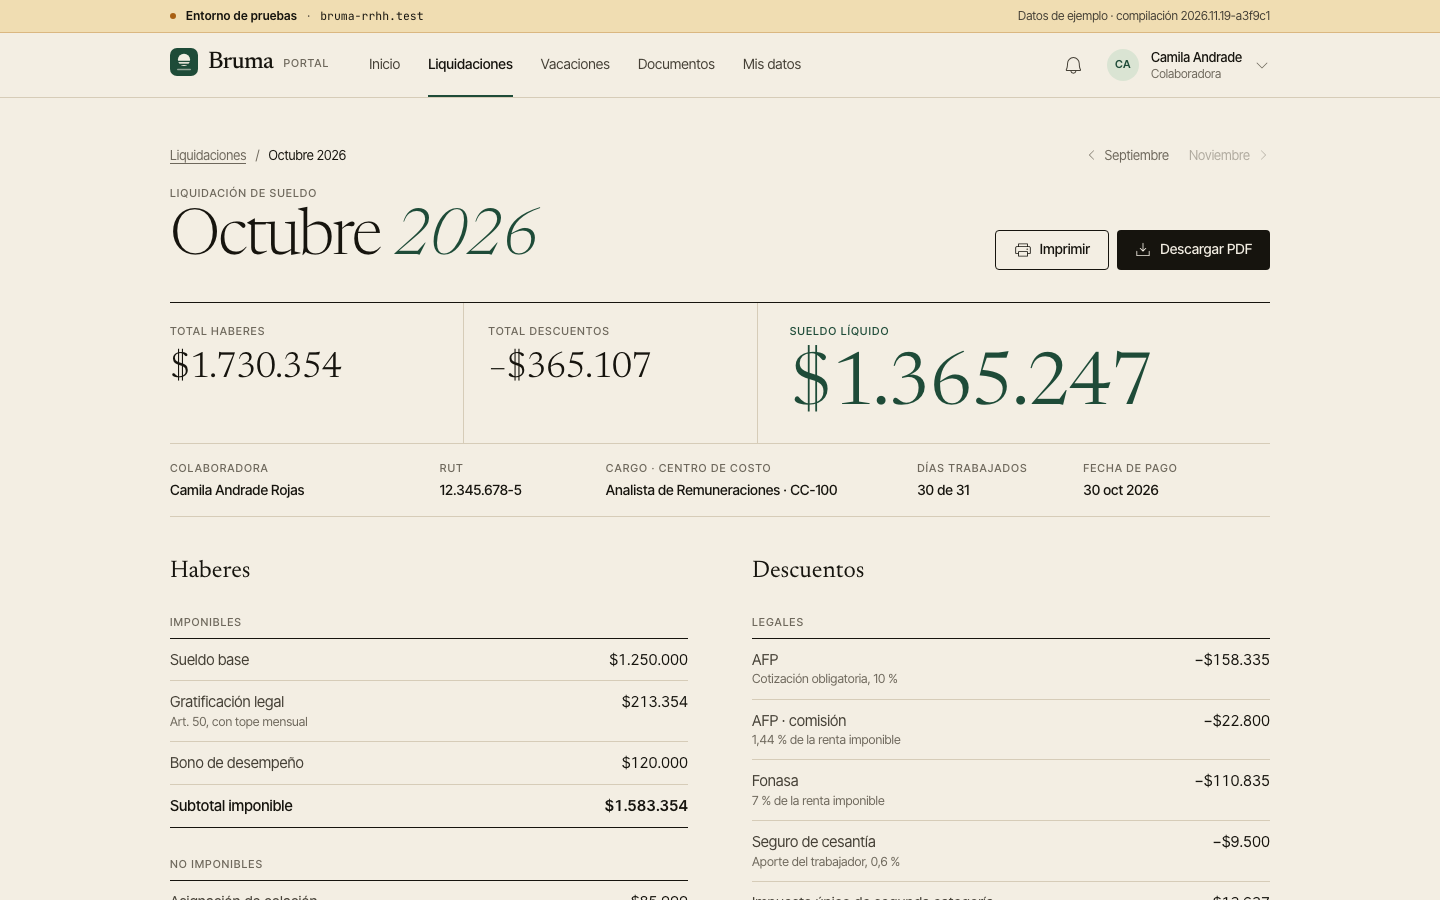 Entorno de pruebas · bruma-rrhh.test
Datos de ejemplo · compilación 2026.11.19-a3f9c1
Bruma PORTAL
Inicio Liquidaciones Vacaciones Documentos Mis datos
CA
Camila Andrade
Colaboradora
Liquidaciones / Octubre 2026
Septiembre Noviembre
LIQUIDACIÓN DE SUELDO
Octubre 2026
Imprimir
Descargar PDF
TOTAL HABERES
$1.730.354
TOTAL DESCUENTOS
−$365.107
SUELDO LÍQUIDO
$1.365.247
COLABORADORA
Camila Andrade Rojas
RUT
12.345.678-5
CARGO · CENTRO DE COSTO
Analista de Remuneraciones · CC-100
DÍAS TRABAJADOS
30 de 31
FECHA DE PAGO
30 oct 2026
Haberes
IMPONIBLES
Sueldo base $1.250.000
Gratificación legal $213.354
Art. 50, con tope mensual
Bono de desempeño $120.000
Subtotal imponible $1.583.354
NO IMPONIBLES
Descuentos
LEGALES
AFP −$158.335
Cotización obligatoria, 10 %
AFP · comisión −$22.800
1,44 % de la renta imponible
Fonasa −$110.835
7 % de la renta imponible
Seguro de cesantía −$9.500
Aporte del trabajador, 0,6 %